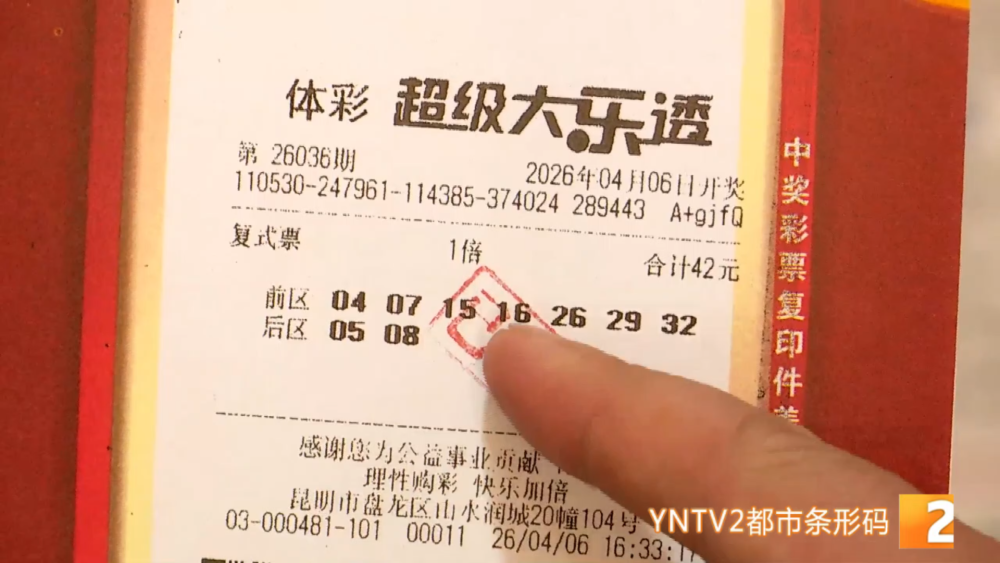 体彩 超级大乐透
第 26036期
2026年04月06日开奖
110530-247961-114385-374024 289443 A+gjfQ
复式票 1倍 合计42元
前区 04 07 15 16 26 29 32
后区 05 08
感谢您为公益事业贡献
理性购彩 快乐加倍
昆明市盘龙区山水润城20幢104号
03-000481-101 00011 26/04/06 16:33:17
中奖彩票复印件
YNTV2都市条形码 2